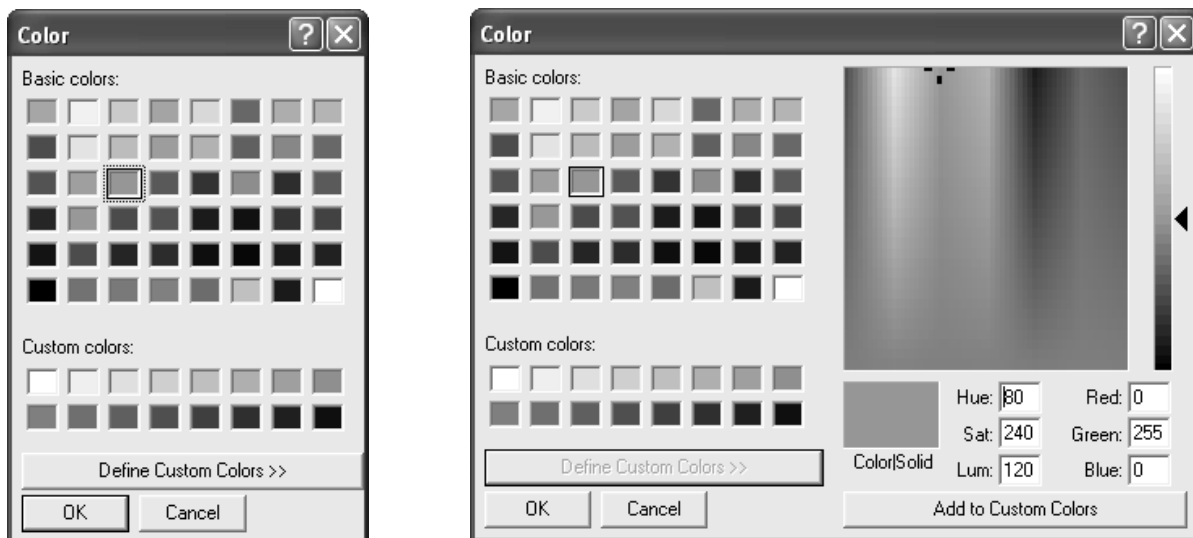 Color
Basic colors:
Custom colors:
Define Custom Colors >>
OK Cancel
Color
Basic colors:
Custom colors:
Define Custom Colors >>
OK Cancel
Hue: 80 Red: 0
Sat: 240 Green: 255
Color|Solid Lum: 120 Blue: 0
Add to Custom Colors